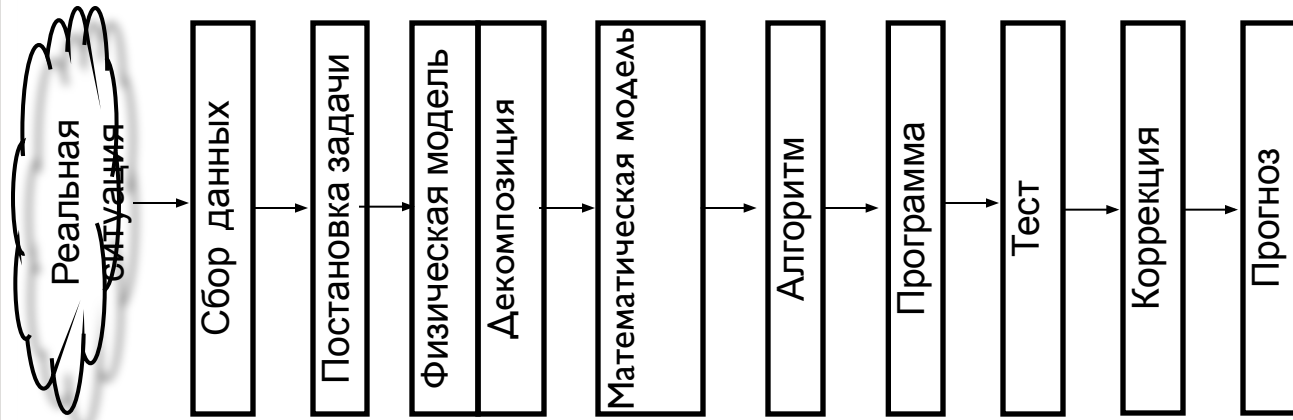 Реальная
ситуация
Сбор данных
Постановка задачи
Физическая модель
Декомпозиция
Математическая модель
Алгоритм
Программа
Тест
Коррекция
Прогноз